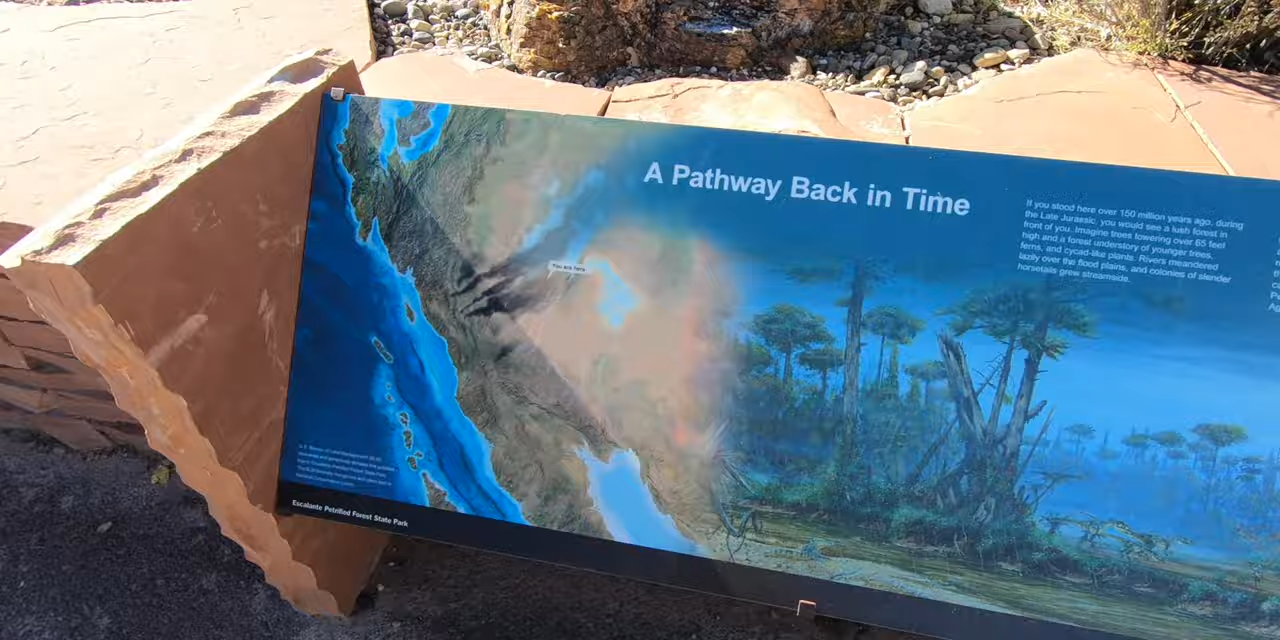 A Pathway Back in Time
If you stood here over 150 million years ago, during
the Late Jurassic, you would see a lush forest in
front of you. Imagine trees towering over 65 feet
high and a forest understory of younger trees,
ferns, and cycad-like plants. Rivers meandered
lazily over the flood plains, and colonies of slender
horsetails grew streamside.
You are here
Escalante Petrified Forest State Park